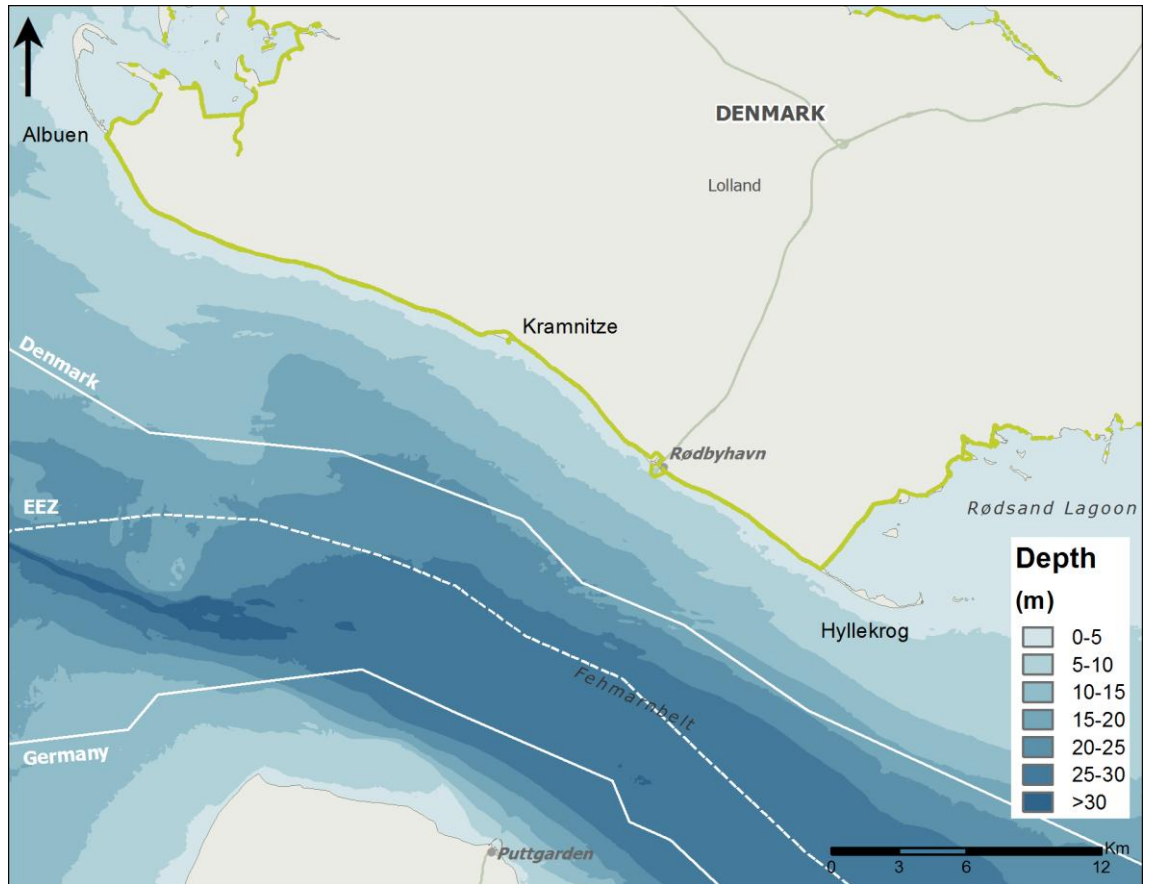 Albuen
DENMARK
Lolland
Kramnitze
Denmark
Rødbyhavn
EEZ
Rødsand Lagoon
Hyllekrog
Fehmarnbelt
Germany
Puttgarden
Depth
(m)
0-5
5-10
10-15
15-20
20-25
25-30
>30
Km
0 3 6 12